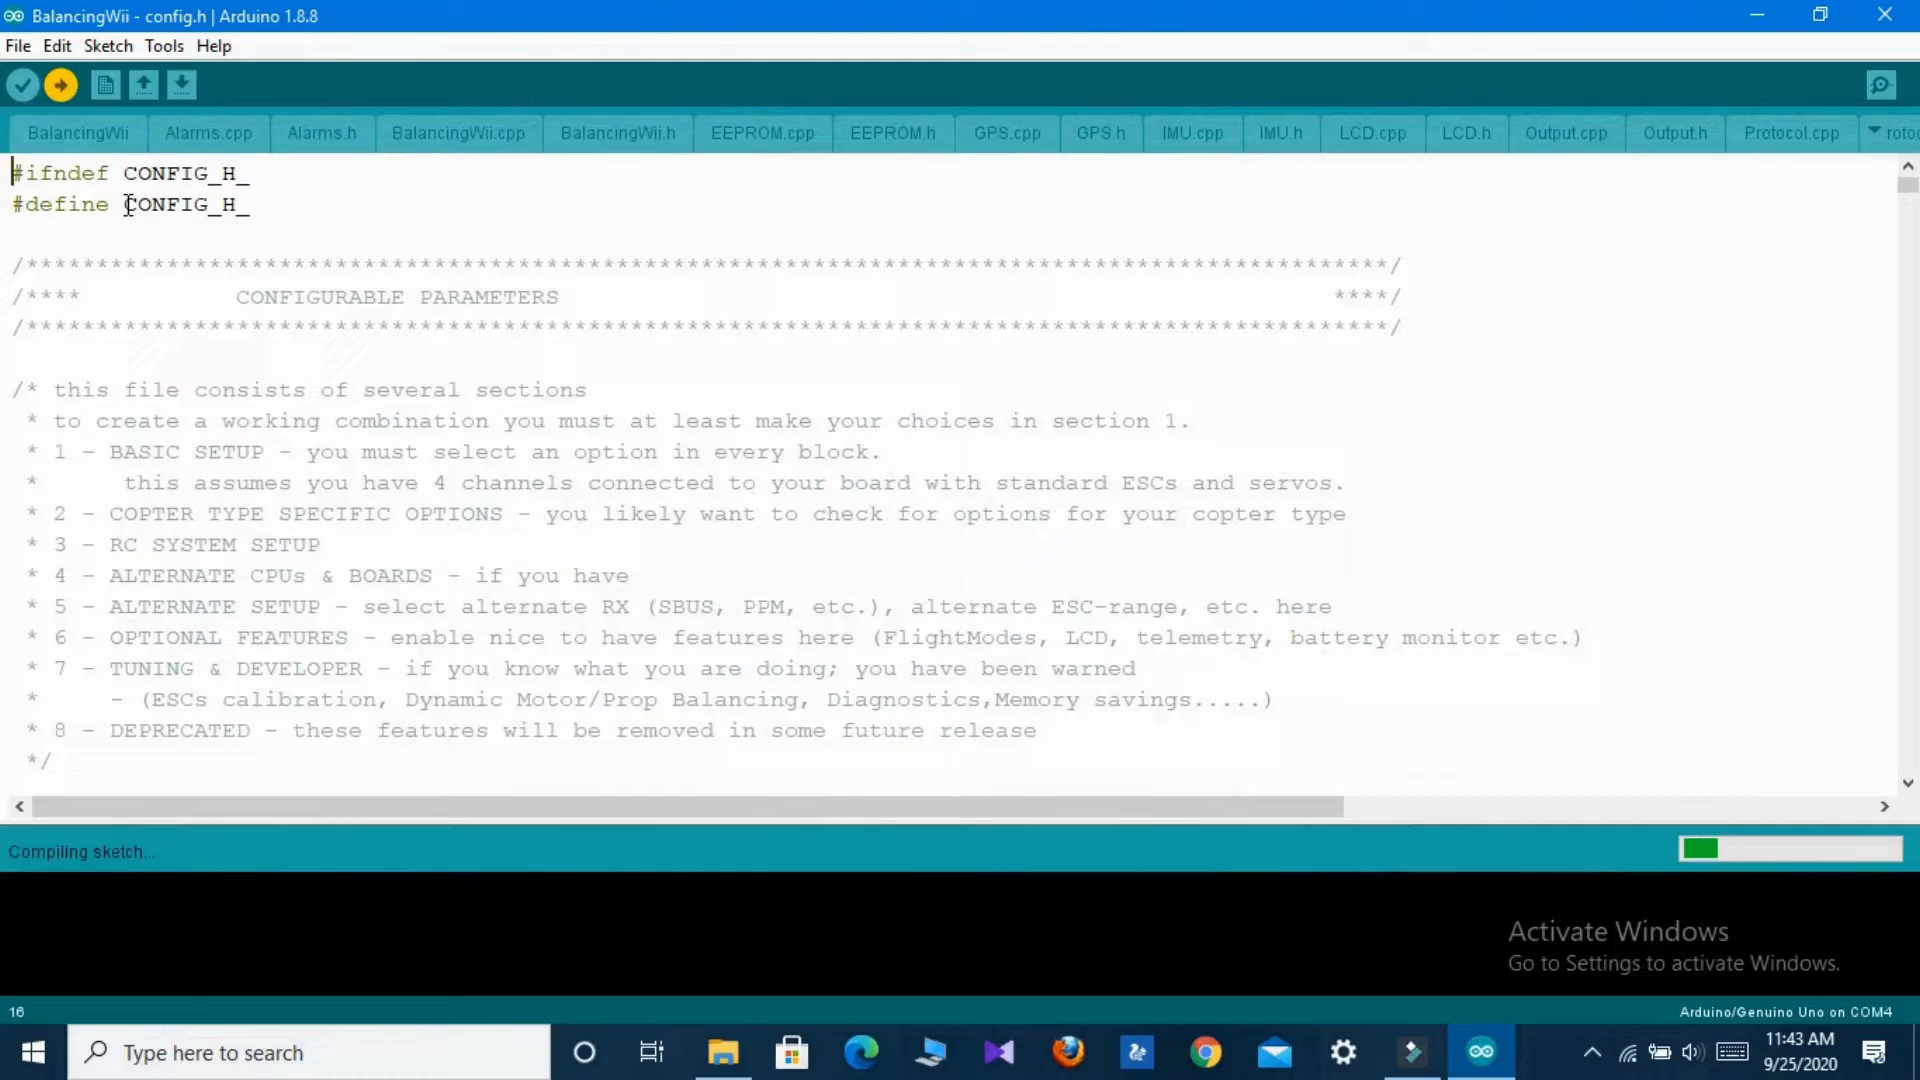 BalancingWii - config.h | Arduino 1.8.8
File Edit Sketch Tools Help
BalancingWii Alarms.cpp Alarms.h BalancingWii.cpp BalancingWii.h EEPROM.cpp EEPROM.h GPS.cpp GPS.h IMU.cpp IMU.h LCD.cpp LCD.h Output.cpp Output.h Protocol.cpp
#ifndef CONFIG_H_
#define CONFIG_H_
/*************************************************************************************************/
/****           CONFIGURABLE PARAMETERS                                                       ****/
/*************************************************************************************************/
/* this file consists of several sections
* to create a working combination you must at least make your choices in section 1.
* 1 - BASIC SETUP - you must select an option in every block.
*      this assumes you have 4 channels connected to your board with standard ESCs and servos.
* 2 - COPTER TYPE SPECIFIC OPTIONS - you likely want to check for options for your copter type
* 3 - RC SYSTEM SETUP
* 4 - ALTERNATE CPUs & BOARDS - if you have
* 5 - ALTERNATE SETUP - select alternate RX (SBUS, PPM, etc.), alternate ESC-range, etc. here
* 6 - OPTIONAL FEATURES - enable nice to have features here (FlightModes, LCD, telemetry, battery monitor etc.)
* 7 - TUNING & DEVELOPER - if you know what you are doing; you have been warned
*     - (ESCs calibration, Dynamic Motor/Prop Balancing, Diagnostics,Memory savings.....)
* 8 - DEPRECATED - these features will be removed in some future release
*/
Compiling sketch...
Activate Windows
Go to Settings to activate Windows.
16
Arduino/Genuino Uno on COM4
Type here to search
11:43 AM
9/25/2020